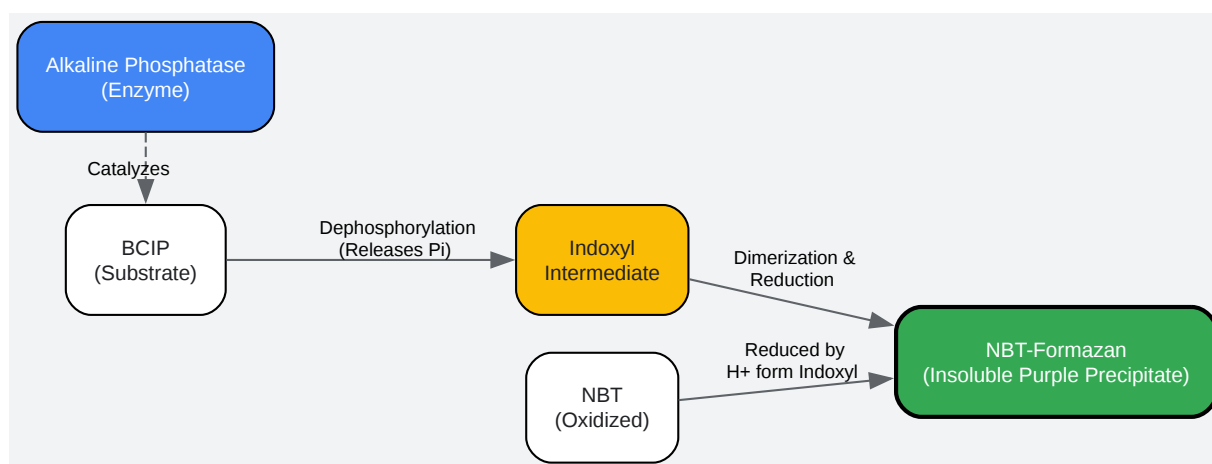 Alkaline Phosphatase
(Enzyme)
Catalyzes
BCIP
(Substrate)
Dephosphorylation
(Releases Pi)
Indoxyl
Intermediate
Dimerization &
Reduction
NBT
(Oxidized)
Reduced by
H+ form Indoxyl
NBT-Formazan
(Insoluble Purple Precipitate)